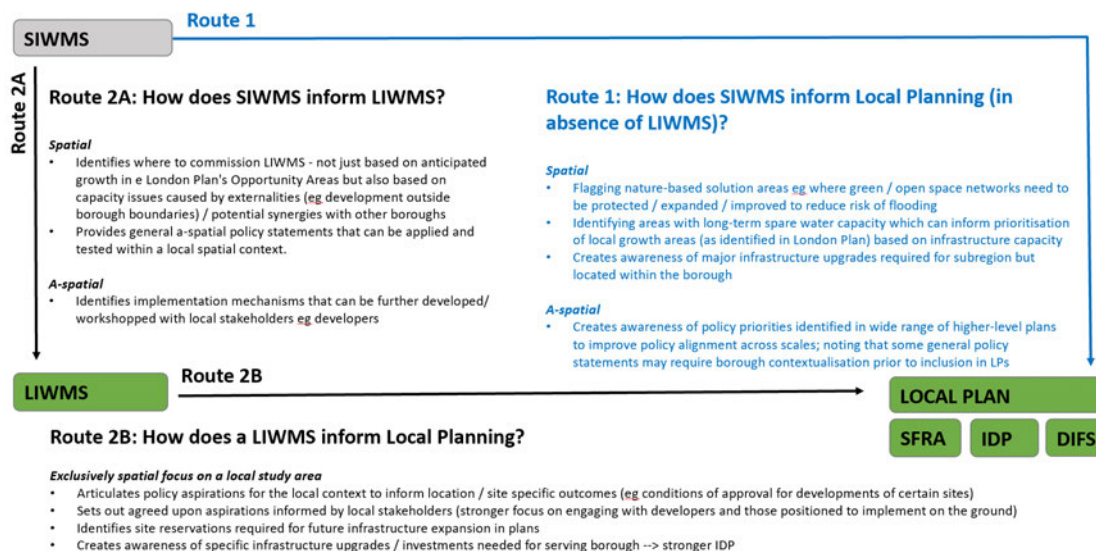 Route 1
SIWMS
Route 2A
Route 2A: How does SIWMS inform LIWMS?
Spatial
• Identifies where to commission LIWMS - not just based on anticipated
growth in e London Plan's Opportunity Areas but also based on
capacity issues caused by externalities (eg development outside
borough boundaries) / potential synergies with other boroughs
• Provides general a-spatial policy statements that can be applied and
tested within a local spatial context.
A-spatial
• Identifies implementation mechanisms that can be further developed/
workshopped with local stakeholders eg developers
Route 1: How does SIWMS inform Local Planning (in
absence of LIWMS)?
Spatial
• Flagging nature-based solution areas eg where green / open space networks need to
be protected / expanded / improved to reduce risk of flooding
• Identifying areas with long-term spare water capacity which can inform prioritisation
of local growth areas (as identified in London Plan) based on infrastructure capacity
• Creates awareness of major infrastructure upgrades required for subregion but
located within the borough
A-spatial
• Creates awareness of policy priorities identified in wide range of higher-level plans
to improve policy alignment across scales; noting that some general policy
statements may require borough contextualisation prior to inclusion in LPs
LIWMS
Route 2B
LOCAL PLAN
SFRA
IDP
DIFS
Route 2B: How does a LIWMS inform Local Planning?
Exclusively spatial focus on a local study area
• Articulates policy aspirations for the local context to inform location / site specific outcomes (eg conditions of approval for developments of certain sites)
• Sets out agreed upon aspirations informed by local stakeholders (stronger focus on engaging with developers and those positioned to implement on the ground)
• Identifies site reservations required for future infrastructure expansion in plans
• Creates awareness of specific infrastructure upgrades / investments needed for serving borough --> stronger IDP